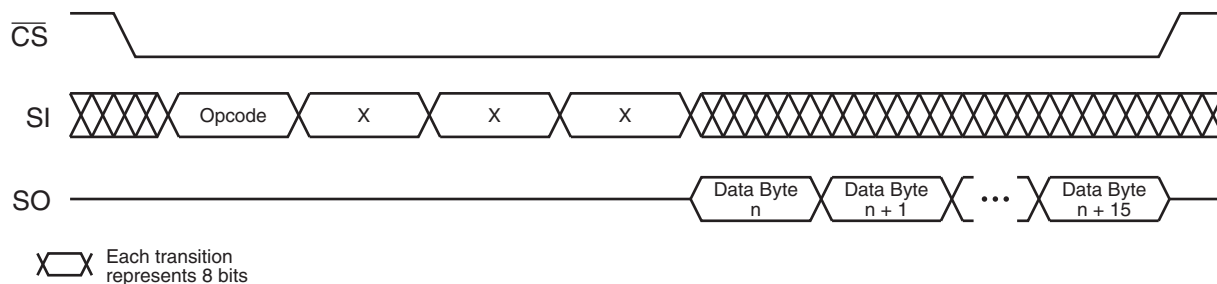 CS
SI
Opcode X X X
SO
Data Byte n Data Byte n + 1 ••• Data Byte n + 15
Each transition
represents 8 bits